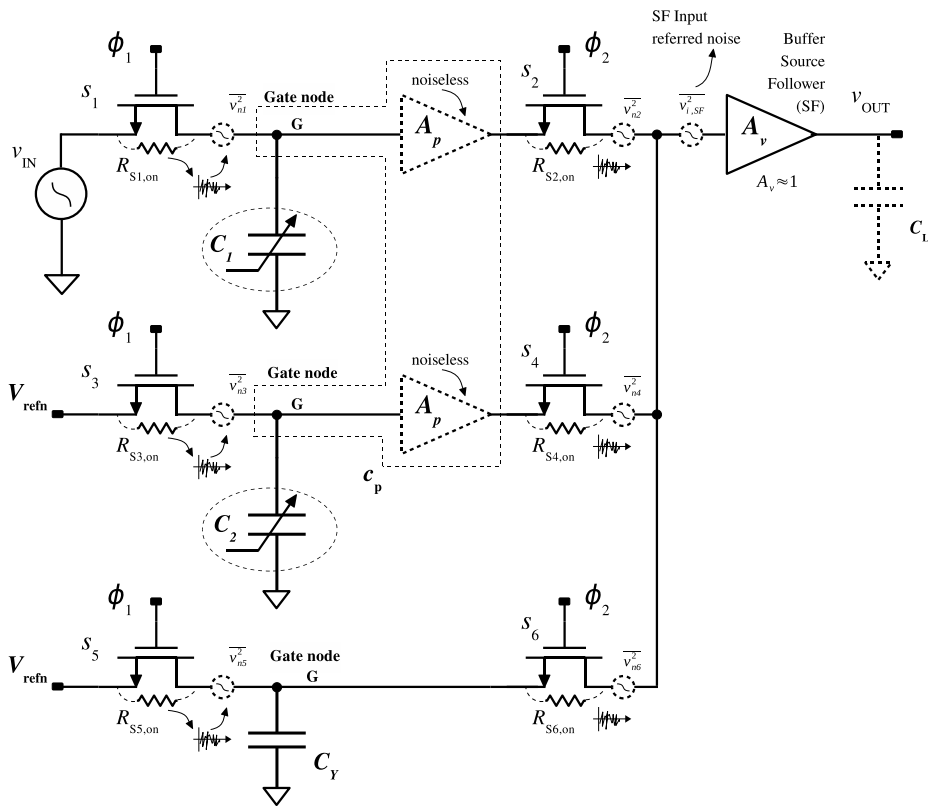 SF Input
referred noise
Buffer
Source
Follower
(SF)
ϕ1
ϕ2
noiseless
s1
s2
v²n1
Gate node
G
Ap
v²n2
v²i,SF
Av
vOUT
Av≈1
vIN
RS1,on
RS2,on
C1
CL
ϕ1
ϕ2
noiseless
s3
s4
v²n3
Gate node
G
Ap
v²n4
Vrefn
RS3,on
RS4,on
cp
C2
ϕ1
ϕ2
s5
s6
v²n5
Gate node
G
v²n6
Vrefn
RS5,on
RS6,on
CY